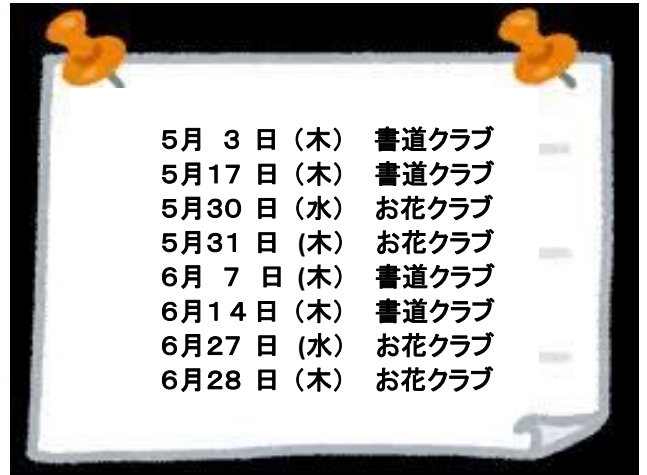 5月 3 日（木） 書道クラブ
5月17 日（木） 書道クラブ
5月30 日（水） お花クラブ
5月31 日 (木） お花クラブ
6月 7 日 (木） 書道クラブ
6月14 日（木） 書道クラブ
6月27 日 (水） お花クラブ
6月28 日（木） お花クラブ